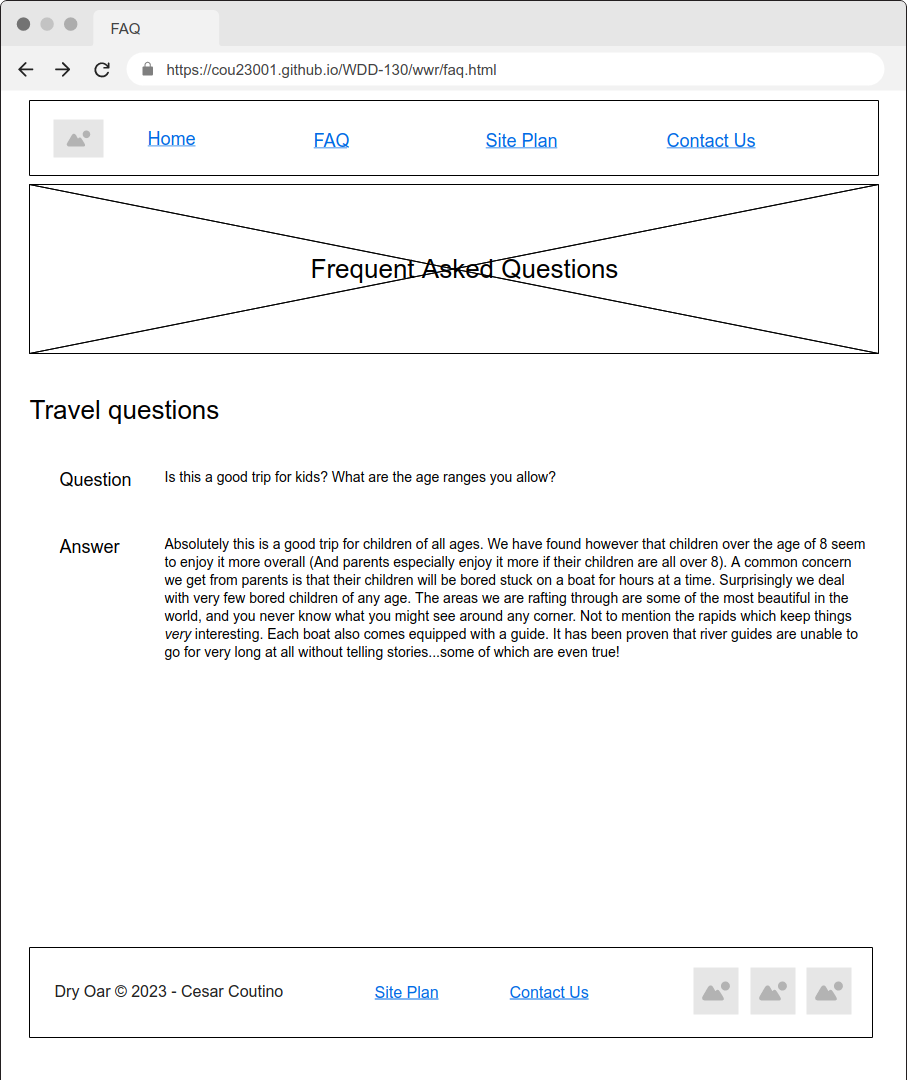 FAQ
https://cou23001.github.io/WDD-130/wwr/faq.html
Home FAQ Site Plan Contact Us
Frequent Asked Questions
Travel questions
Question Is this a good trip for kids? What are the age ranges you allow?
Answer Absolutely this is a good trip for children of all ages. We have found however that children over the age of 8 seem
to enjoy it more overall (And parents especially enjoy it more if their children are all over 8). A common concern
we get from parents is that their children will be bored stuck on a boat for hours at a time. Surprisingly we deal
with very few bored children of any age. The areas we are rafting through are some of the most beautiful in the
world, and you never know what you might see around any corner. Not to mention the rapids which keep things
very interesting. Each boat also comes equipped with a guide. It has been proven that river guides are unable to
go for very long at all without telling stories...some of which are even true!
Dry Oar © 2023 - Cesar Coutino Site Plan Contact Us